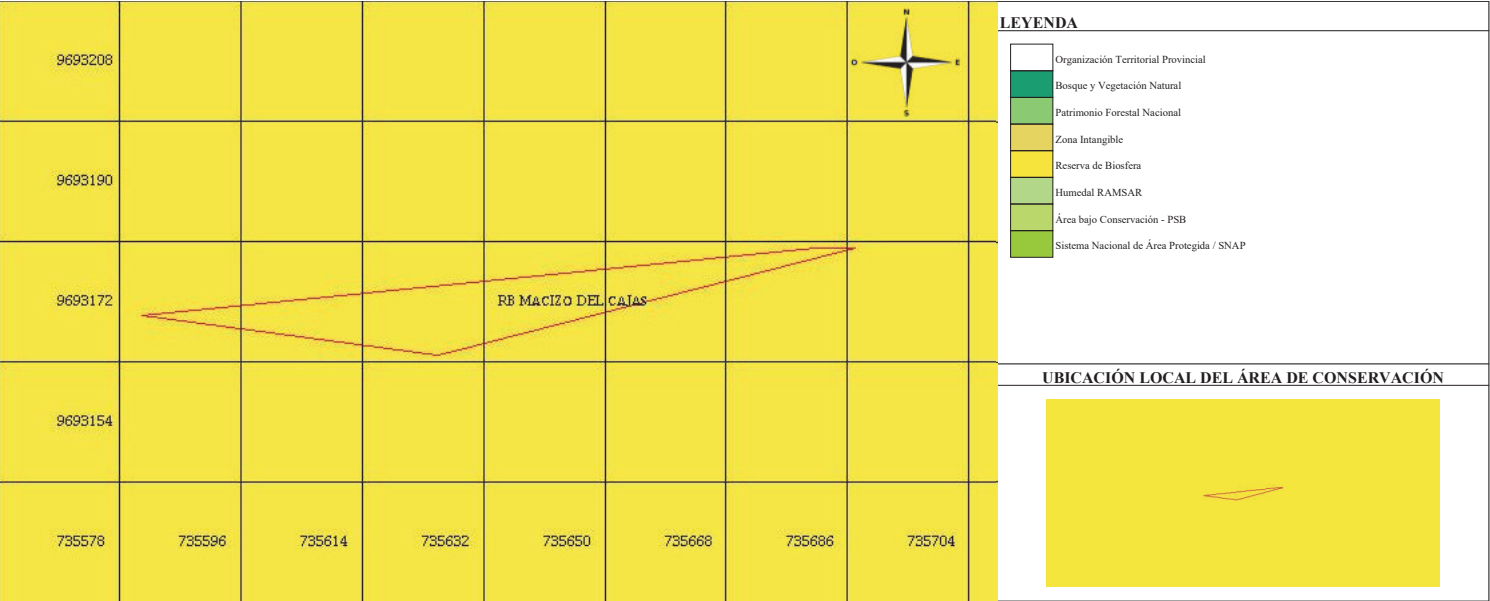 9693208
9693190
9693172
9693154
735578 735596 735614 735632 735650 735668 735686 735704
RB MACIZO DEL CAJAS
N
O E
S
LEYENDA
Organización Territorial Provincial
Bosque y Vegetación Natural
Patrimonio Forestal Nacional
Zona Intangible
Reserva de Biosfera
Humedal RAMSAR
Área bajo Conservación - PSB
Sistema Nacional de Área Protegida / SNAP
UBICACIÓN LOCAL DEL ÁREA DE CONSERVACIÓN